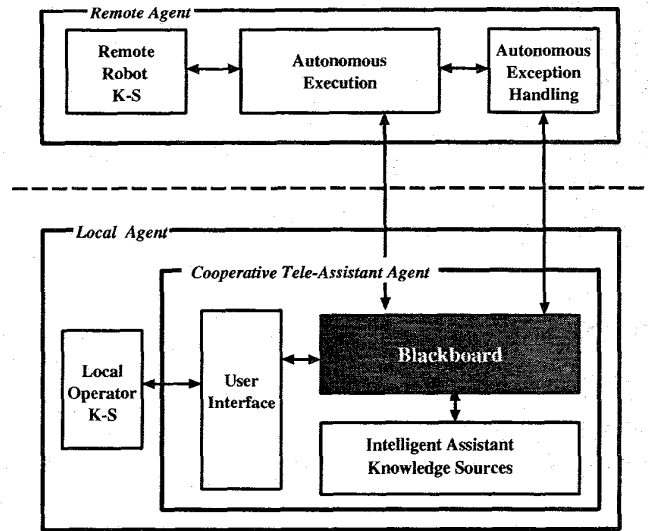 Remote Agent
Remote
Robot
K-S
Autonomous
Execution
Autonomous
Exception
Handling
Local Agent
Cooperative Tele-Assistant Agent
Local
Operator
K-S
User
Interface
Blackboard
Intelligent Assistant
Knowledge Sources